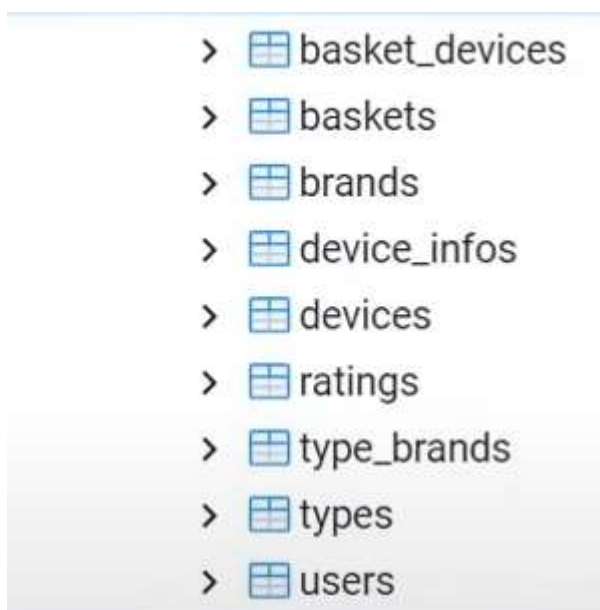 basket_devices
baskets
brands
device_infos
devices
ratings
type_brands
types
users